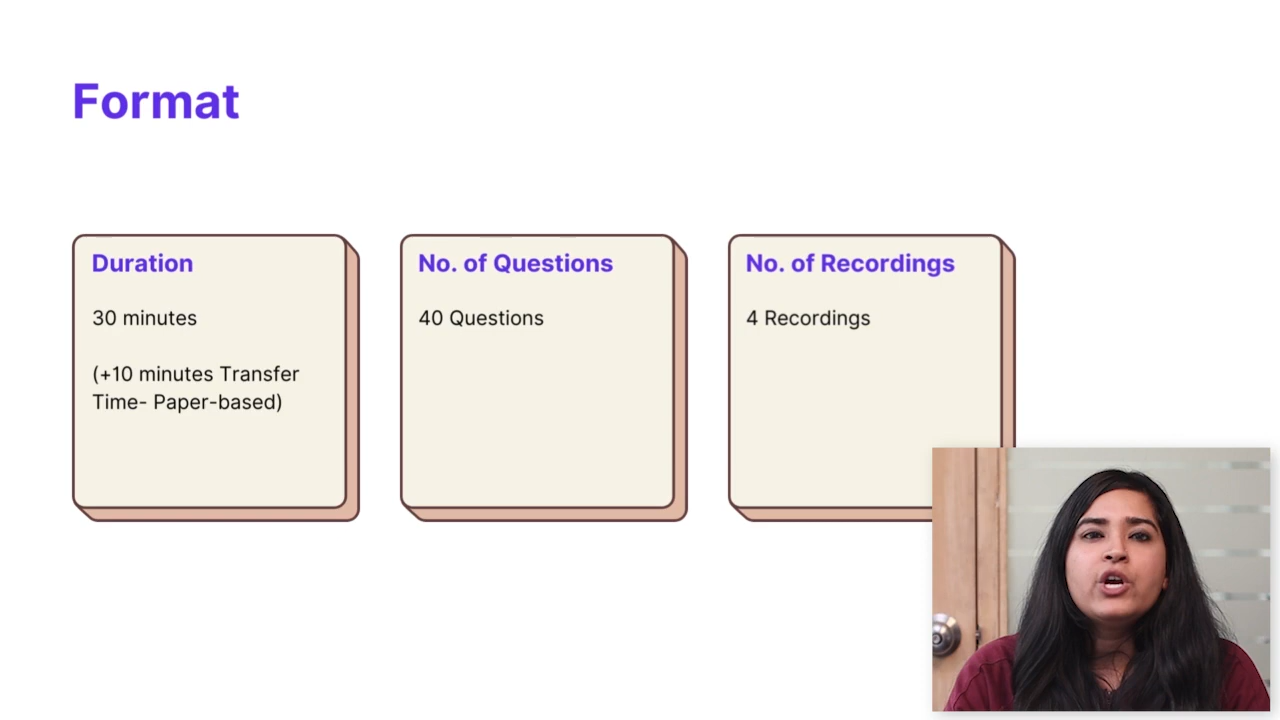 Format
Duration
30 minutes
(+10 minutes Transfer
Time- Paper-based)
No. of Questions
40 Questions
No. of Recordings
4 Recordings